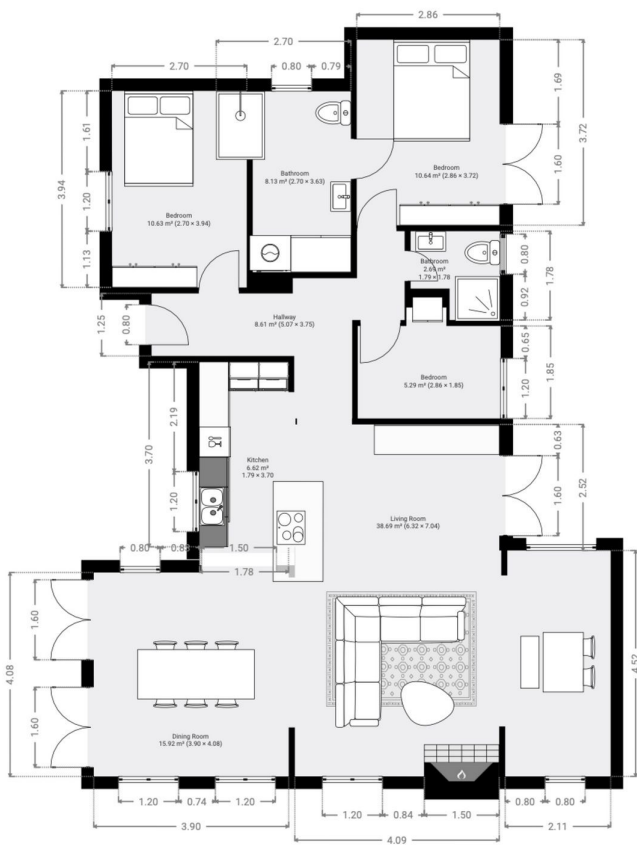 2.86
2.70
2.70
0.80
0.79
1.69
3.72
1.60
1.61
3.94
1.20
1.13
Bathroom
8.13 m² (2.70 × 3.63)
Bedroom
10.64 m² (2.86 × 3.72)
Bedroom
10.63 m² (2.70 × 3.94)
Bathroom
2.69 m²
1.79 × 1.78
0.80
1.78
0.92
1.25
0.80
Hallway
8.61 m² (5.07 × 3.75)
0.65
1.85
1.20
Bedroom
5.29 m² (2.86 × 1.85)
2.19
3.70
1.20
Kitchen
6.62 m²
1.79 × 3.70
0.63
2.52
1.60
Living Room
38.69 m² (6.32 × 7.04)
0.80
0.83
1.50
1.78
1.60
4.08
1.60
4.52
Dining Room
15.92 m² (3.90 × 4.08)
1.20
0.74
1.20
1.20
0.84
1.50
0.80
0.80
3.90
4.09
2.11